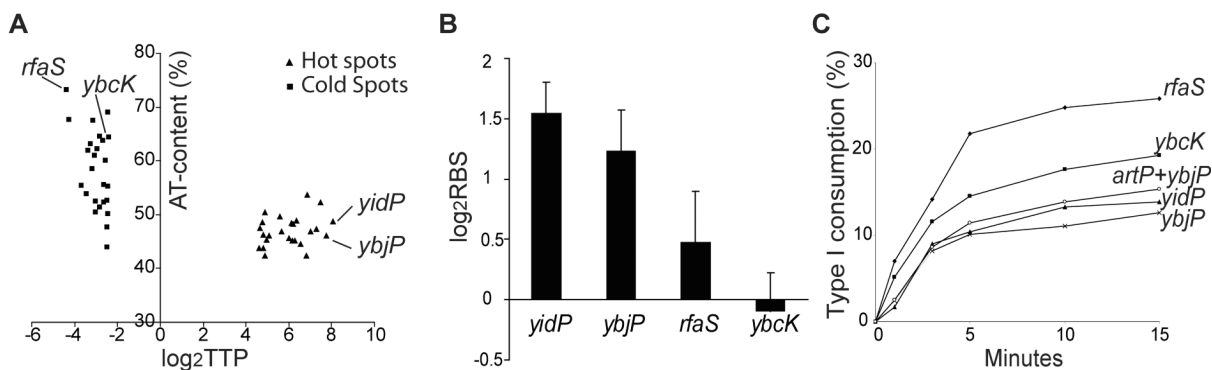 A
B
C
AT-content (%)
80
70
60
50
40
30
-6
-4
-2
0
2
4
6
8
10
log2TTP
▲ Hot spots
■ Cold Spots
rfaS
ybcK
yidP
ybjP
log2RBS
2
1.5
1
0.5
0
-0.5
yidP
ybjP
rfaS
ybcK
Type I consumption (%)
30
20
10
0
0
5
10
15
Minutes
rfaS
ybcK
artP+ybjP
yidP
ybjP